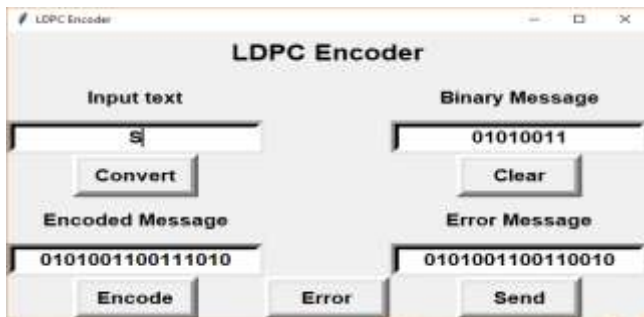 LDPC Encoder
LDPC Encoder
Input text Binary Message
S 01010011
Convert Clear
Encoded Message Error Message
0101001100111010 0101001100110010
Encode Error Send